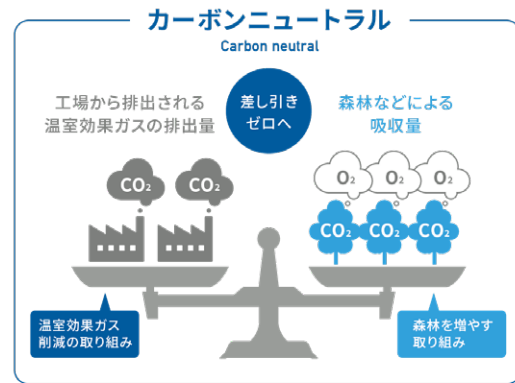 カーボンニュートラル
Carbon neutral
工場から排出される
温室効果ガスの排出量
差し引き
ゼロへ
森林などによる
吸収量
CO₂
CO₂
O₂
O₂
O₂
CO₂
CO₂
CO₂
温室効果ガス
削減の取り組み
森林を増やす
取り組み